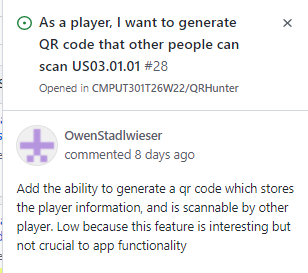 As a player, I want to generate
QR code that other people can
scan US03.01.01 #28
Opened in CMPUT301T26W22/QRHunter
OwenStadlwieser
commented 8 days ago
Add the ability to generate a qr code which stores
the player information, and is scannable by other
player. Low because this feature is interesting but
not crucial to app functionality